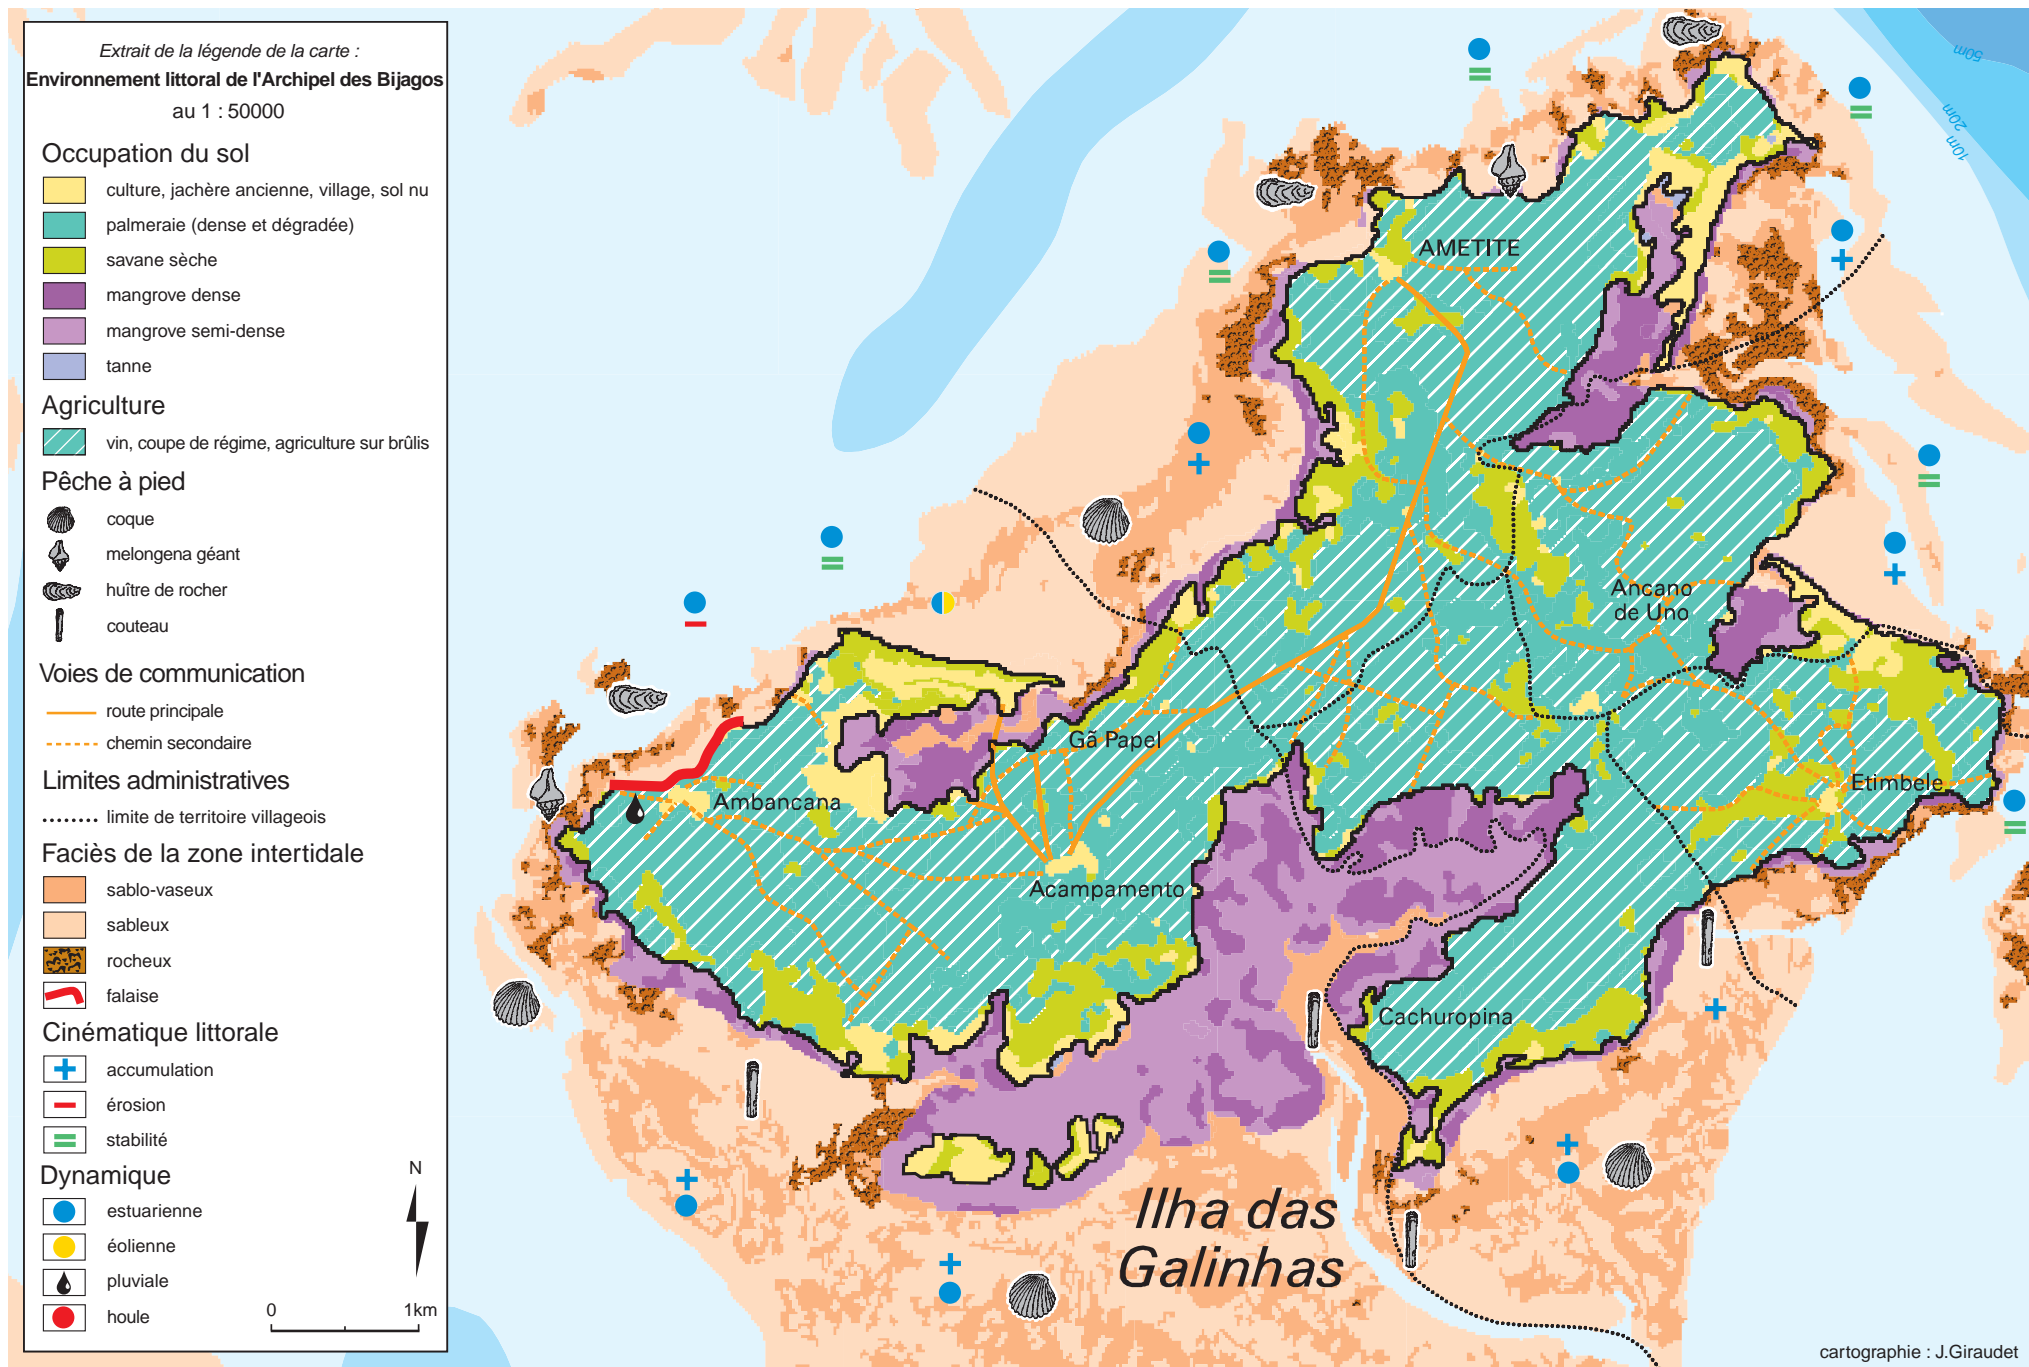 Extrait de la légende de la carte :
Environnement littoral de l'Archipel des Bijagos
au 1 : 50000
Occupation du sol
culture, jachère ancienne, village, sol nu
palmeraie (dense et dégradée)
savane sèche
mangrove dense
mangrove semi-dense
tanne
Agriculture
vin, coupe de régime, agriculture sur brûlis
Pêche à pied
coque
melongena géant
huître de rocher
couteau
Voies de communication
route principale
chemin secondaire
Limites administratives
limite de territoire villageois
Faciès de la zone intertidale
sablo-vaseux
sableux
rocheux
falaise
Cinématique littorale
accumulation
érosion
stabilité
Dynamique
estuarienne
éolienne
pluviale
houle
N
0 1km
50m
20m
10m
AMETITE
Ancano
de Uno
Gã Papel
Etimbele
Ambancana
Acampamento
Cachuropina
Ilha das
Galinhas
cartographie : J.Giraudet